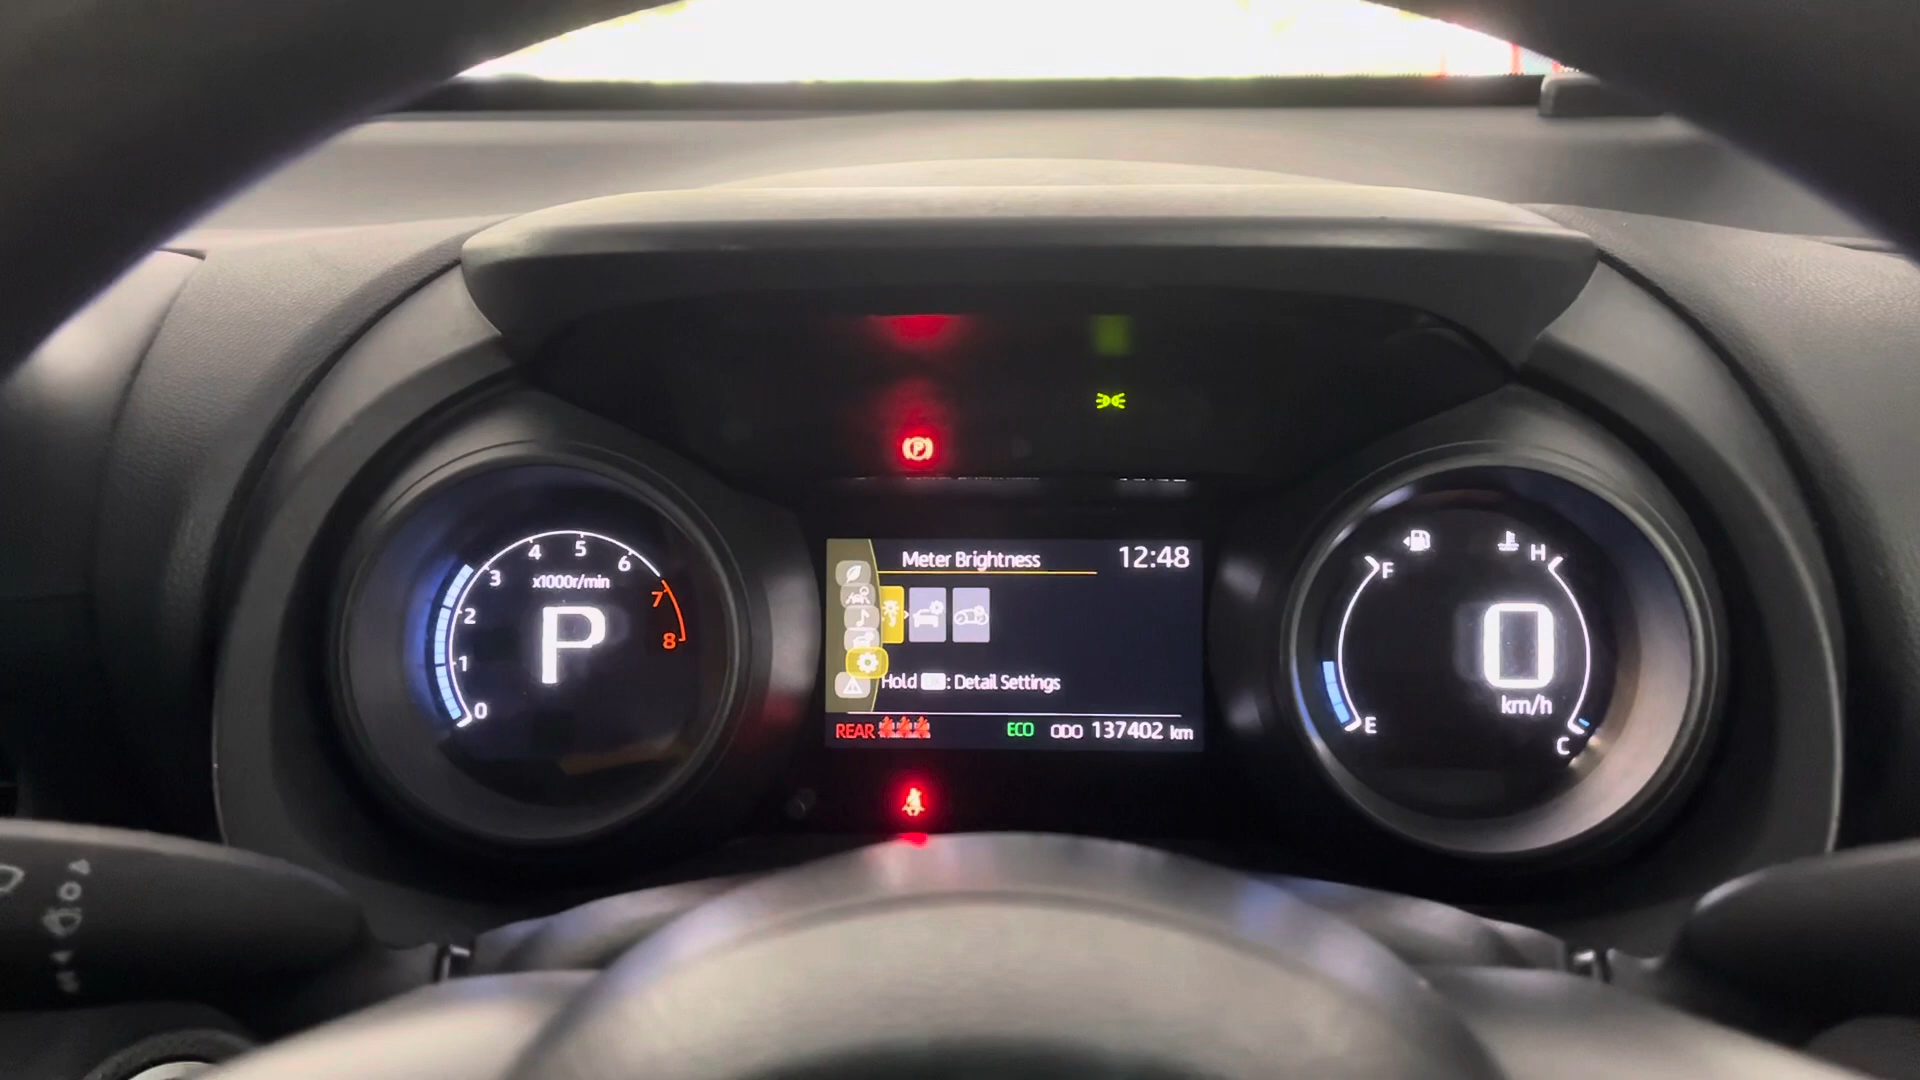 Meter Brightness 12:48
Hold OK: Detail Settings
REAR ECO ODO 137402 km
0 1 2 3 4 5 6 7 8
x1000r/min
P
F
E
H
C
0
km/h
P